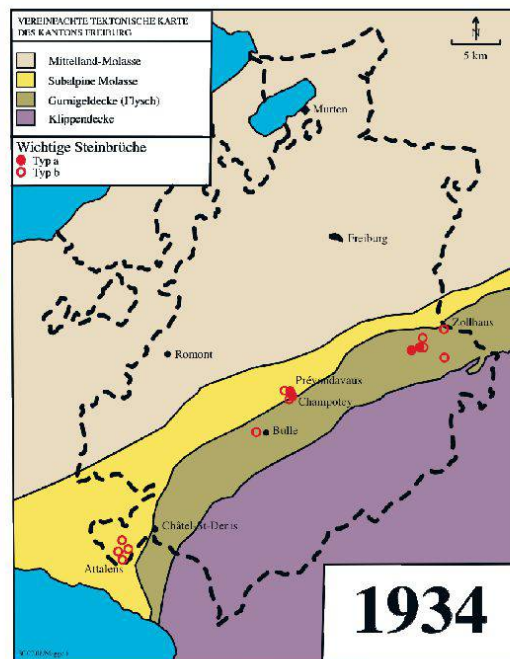 VEREINFACHTE TEKTONISCHE KARTE
DES KANTONS FREIBURG
Mittelland-Molasse
Subalpine Molasse
Gurnigeldecke (Flysch)
Klippendecke
Wichtige Steinbrüche
Typ a
Typ b
N
5 km
Murten
Freiburg
Zollhaus
Romont
Prévondavaux
Champotey
Bulle
Châtel-St-Denis
Attalens
1934